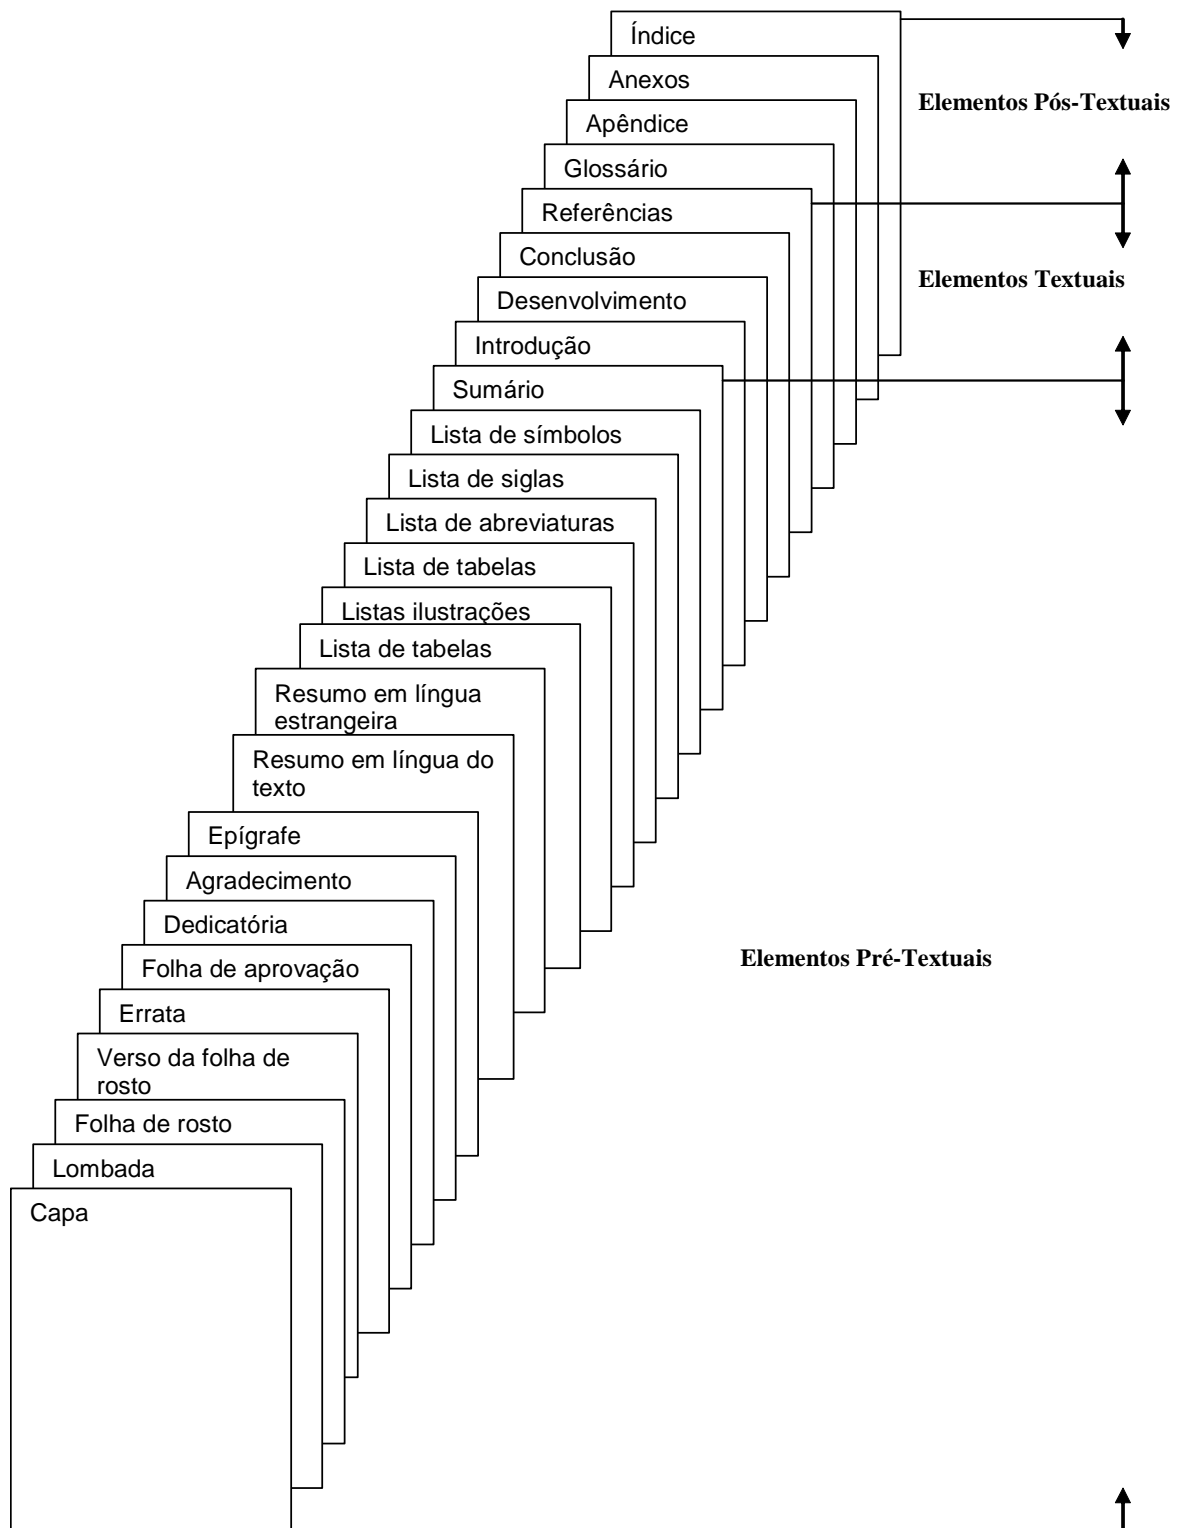 Índice
Anexos
Elementos Pós-Textuais
Apêndice
Glossário
Referências
Conclusão
Elementos Textuais
Desenvolvimento
Introdução
Sumário
Lista de símbolos
Lista de siglas
Lista de abreviaturas
Lista de tabelas
Listas ilustrações
Lista de tabelas
Resumo em língua
estrangeira
Resumo em língua do
texto
Epígrafe
Agradecimento
Dedicatória
Elementos Pré-Textuais
Folha de aprovação
Errata
Verso da folha de
rosto
Folha de rosto
Lombada
Capa